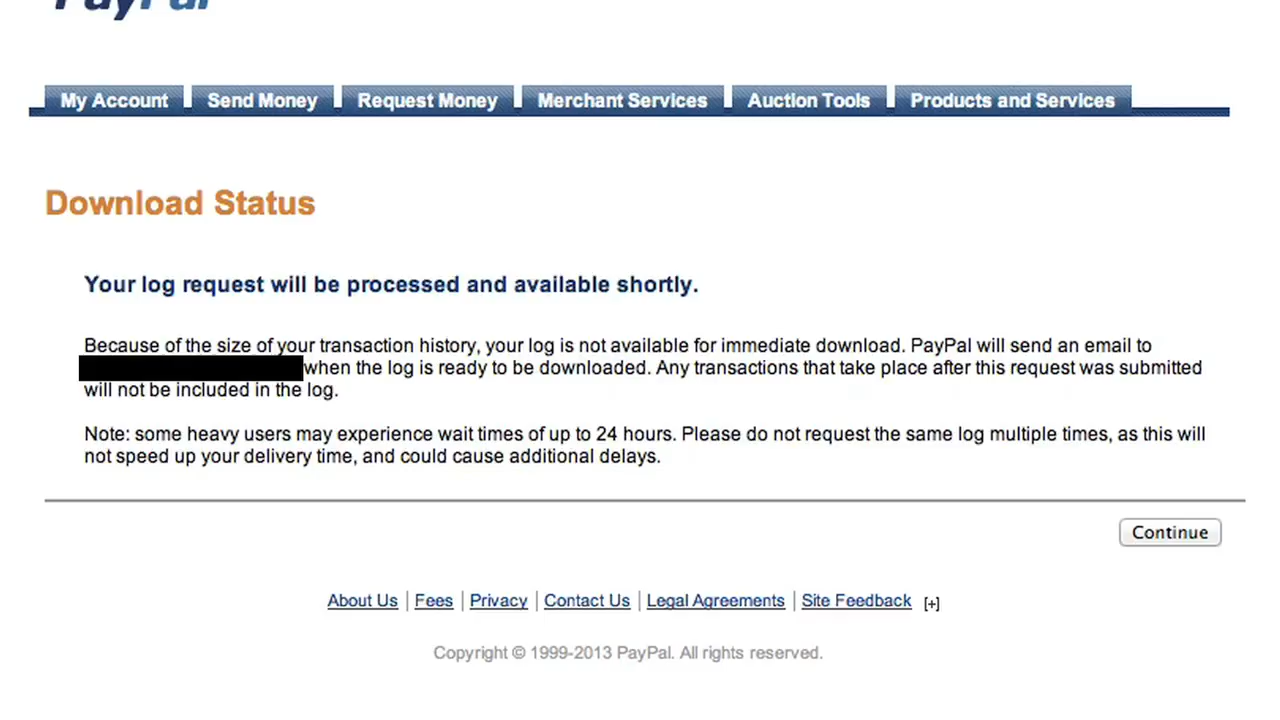 PayPal
My Account Send Money Request Money Merchant Services Auction Tools Products and Services
Download Status
Your log request will be processed and available shortly.
Because of the size of your transaction history, your log is not available for immediate download. PayPal will send an email to
when the log is ready to be downloaded. Any transactions that take place after this request was submitted
will not be included in the log.
Note: some heavy users may experience wait times of up to 24 hours. Please do not request the same log multiple times, as this will
not speed up your delivery time, and could cause additional delays.
Continue
About Us | Fees | Privacy | Contact Us | Legal Agreements | Site Feedback [+]
Copyright © 1999-2013 PayPal. All rights reserved.